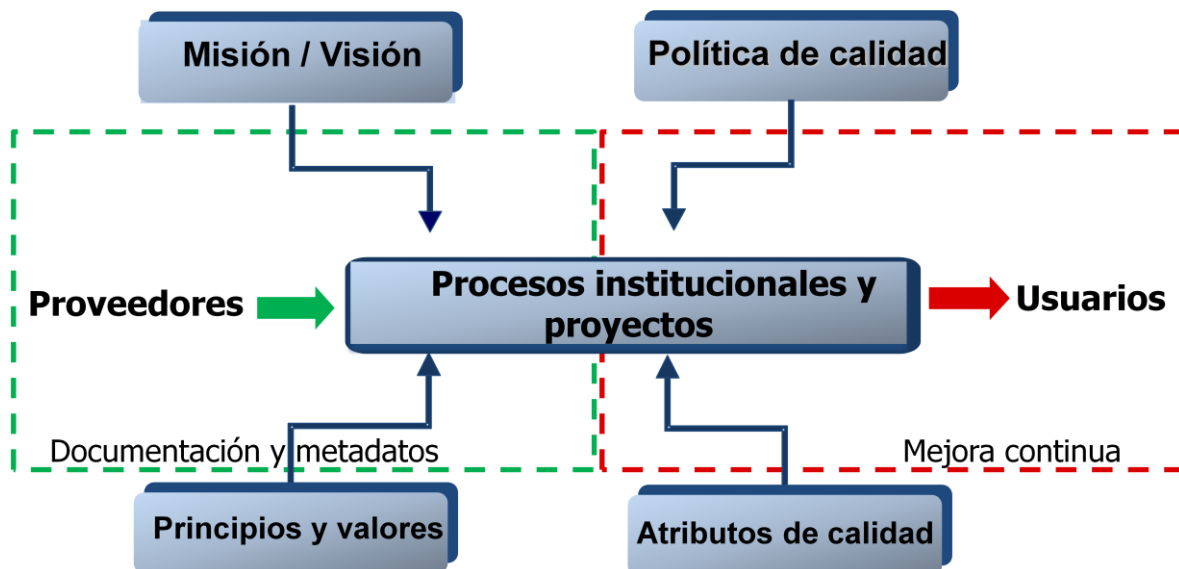 Misión / Visión
Política de calidad
Proveedores
Procesos institucionales y
proyectos
Usuarios
Documentación y metadatos
Mejora continua
Principios y valores
Atributos de calidad